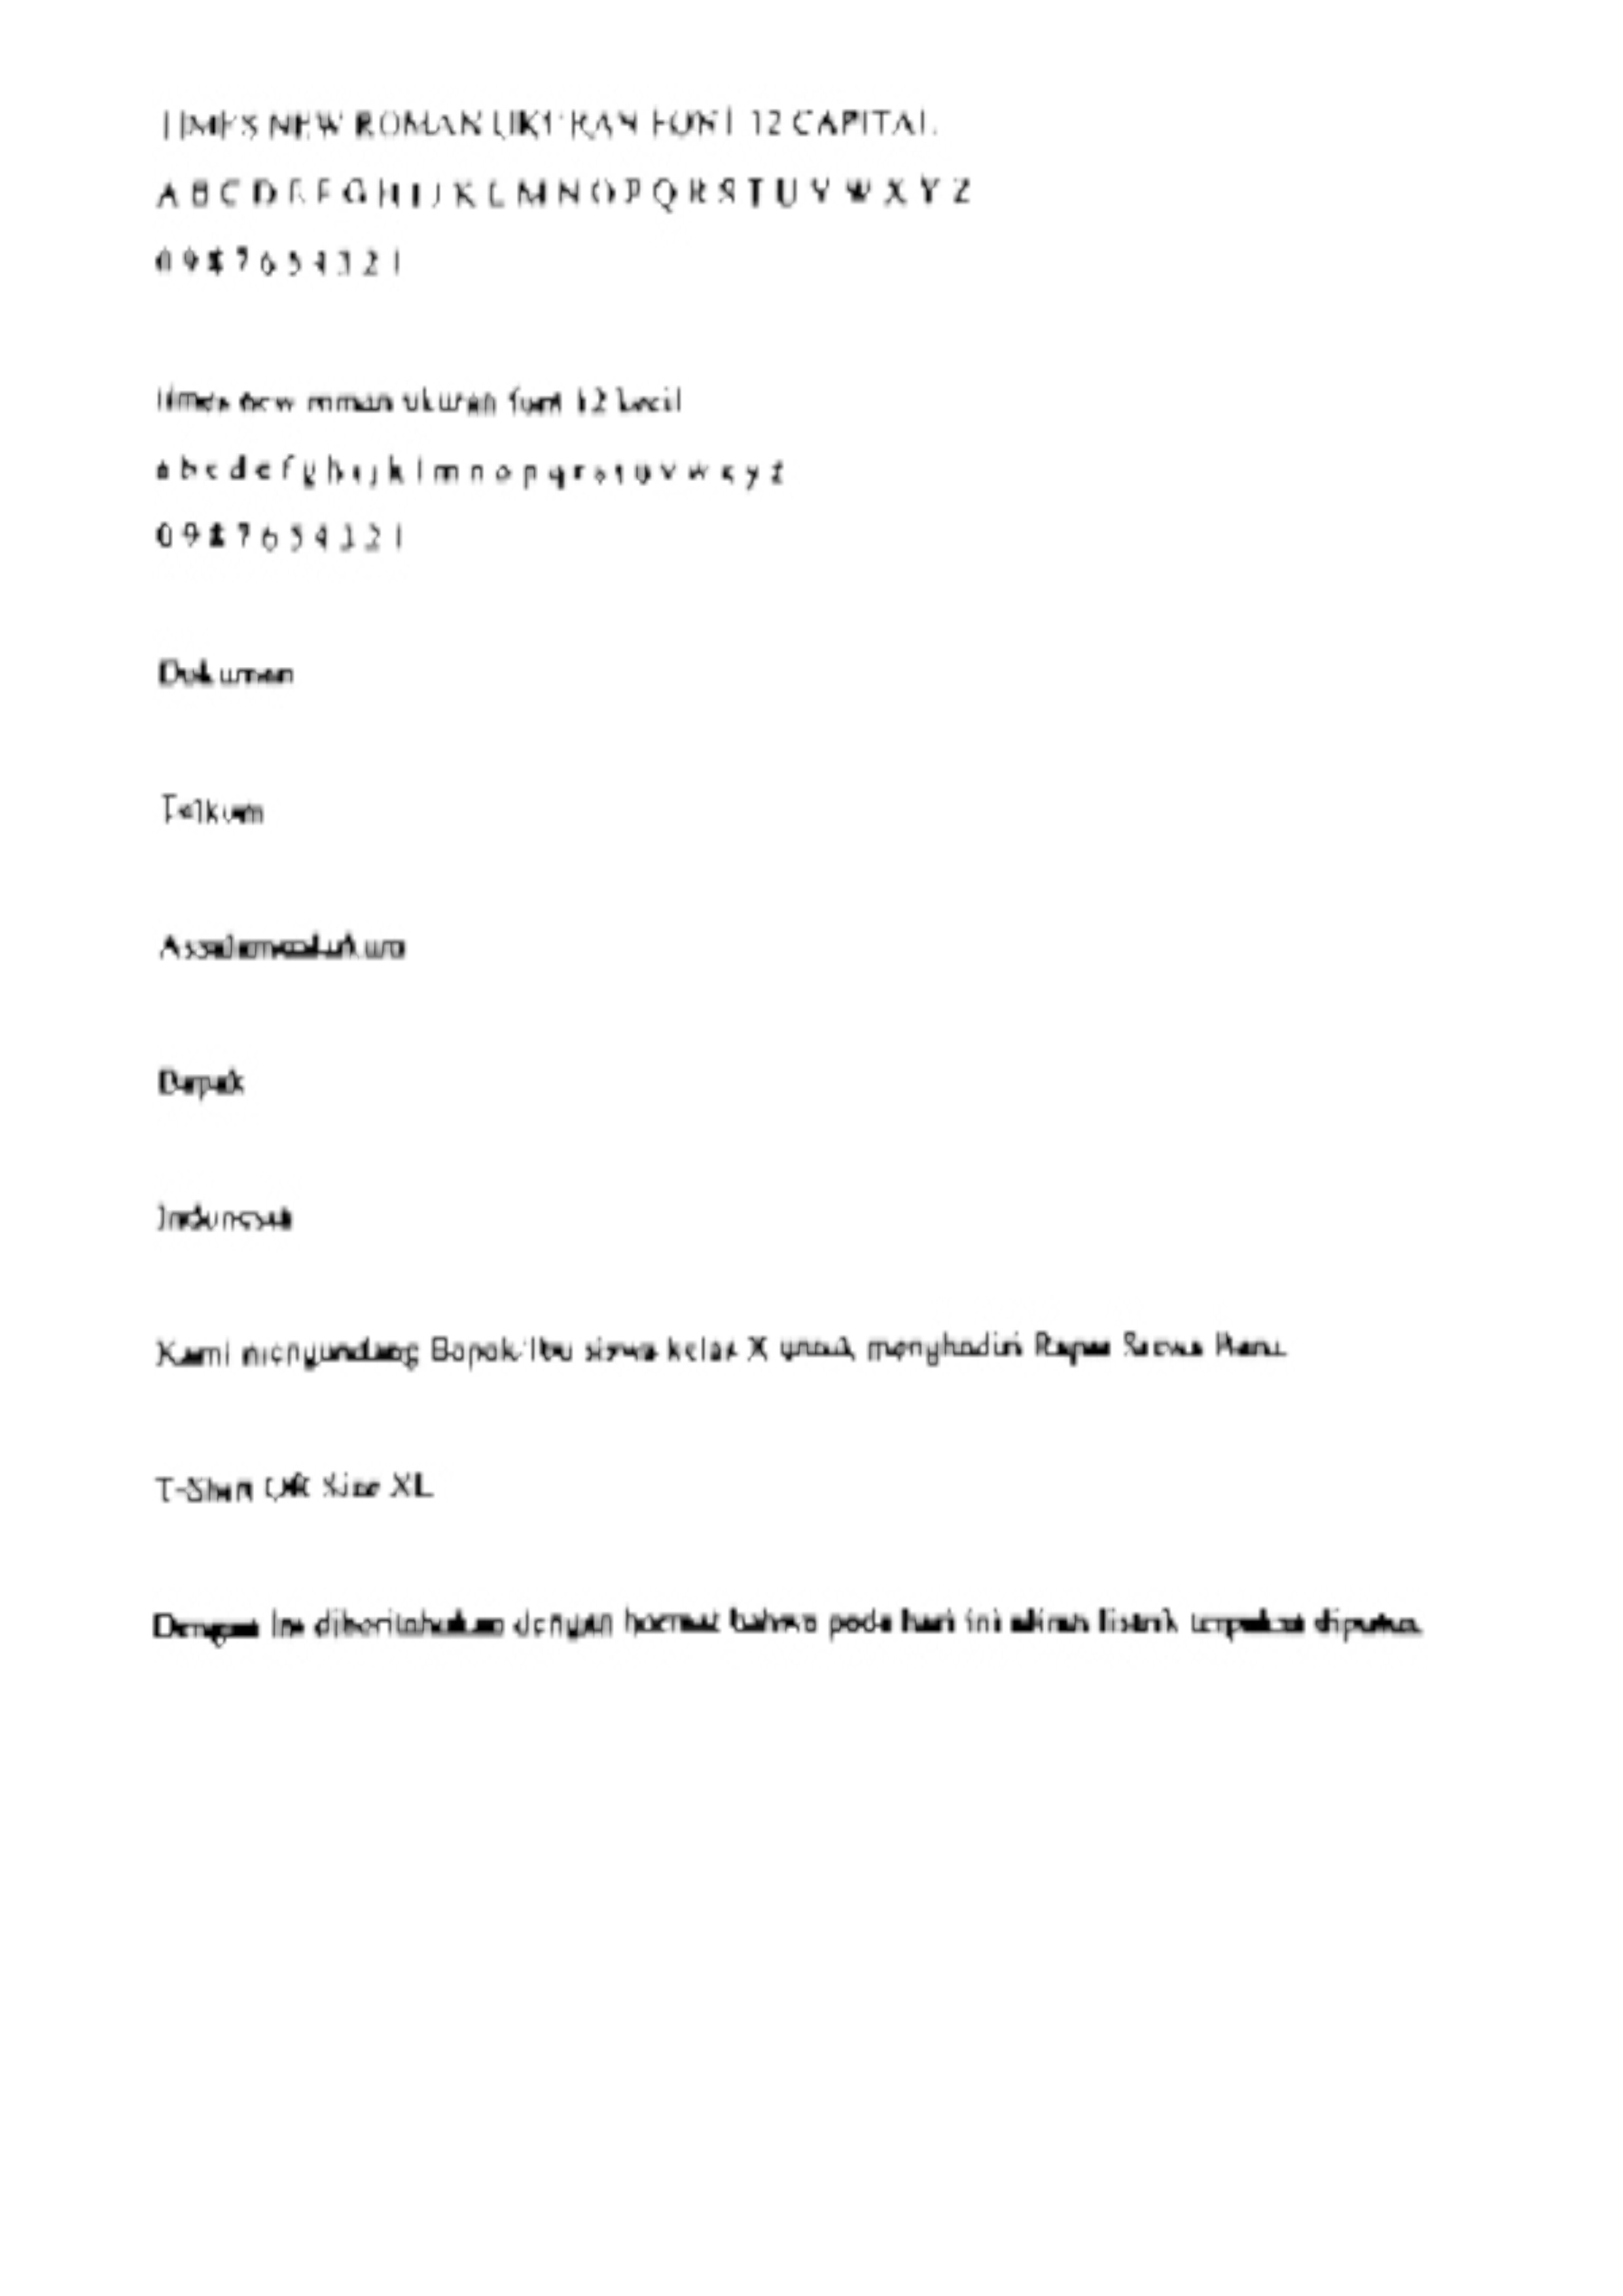 TIMES NEW ROMAN UKURAN FONT 12 CAPITAL
A B C D E F G H I J K L M N O P Q R S T U V W X Y Z
0 9 8 7 6 5 4 3 2 1
times new roman ukuran font 12 kecil
a b c d e f g h i j k l m n o p q r s t u v w x y z
0 9 8 7 6 5 4 3 2 1
Dokumen
Telkom
Assalamualaikum
Bapak
Indonesia
Kami menyundang Bapak/Ibu siswa kelas X untuk menghadiri Rapat Siswa Baru
T-Shirt Size XL
Dengan Ini diberitahukan dengan hormat bahwa pada hari ini aliran listrik terpaksa diputus